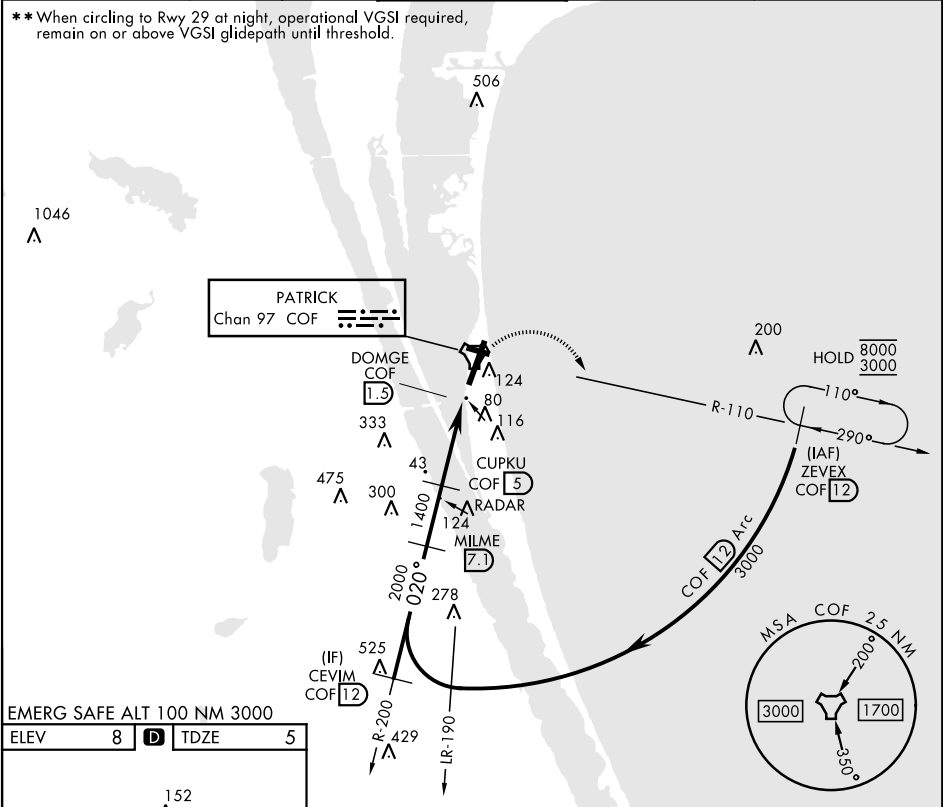 ** When circling to Rwy 29 at night, operational VGSI required,
remain on or above VGSI glidepath until threshold.
506
1046
PATRICK
Chan 97 COF
200
HOLD 8000
3000
DOMGE
COF
1.5
124
80
116
333
110°
R-110
290°
(IAF)
ZEVEX
COF 12
43
CUPKU
COF 5
475
300
RADAR
1400
124
MILME
7.1
COF 12 Arc
3000
2000
020°
278
MSA COF 25 NM
200°
(IF)
CEVIM
COF 12
525
3000
1700
350°
R-200
429
LR-190
EMERG SAFE ALT 100 NM 3000
ELEV 8 D TDZE 5
152